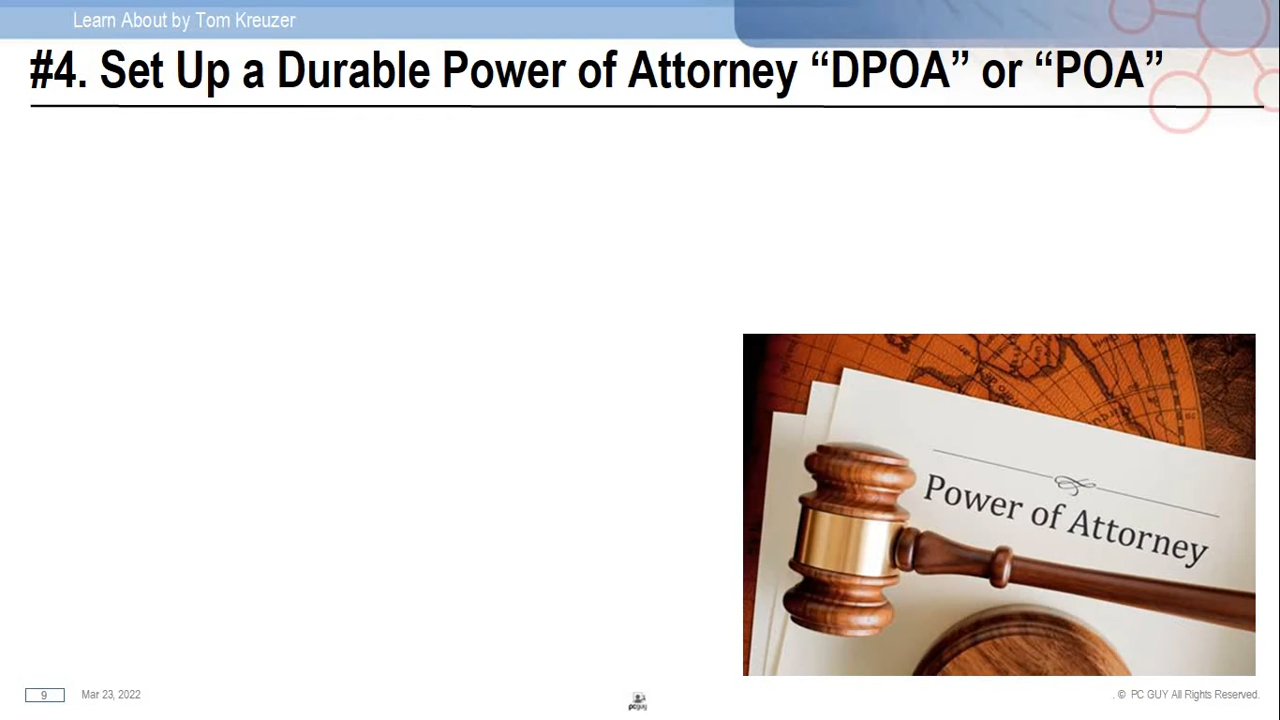 Learn About by Tom Kreuzer
#4. Set Up a Durable Power of Attorney “DPOA” or “POA”
Power of Attorney
9
Mar 23, 2022
. © PC GUY All Rights Reserved.